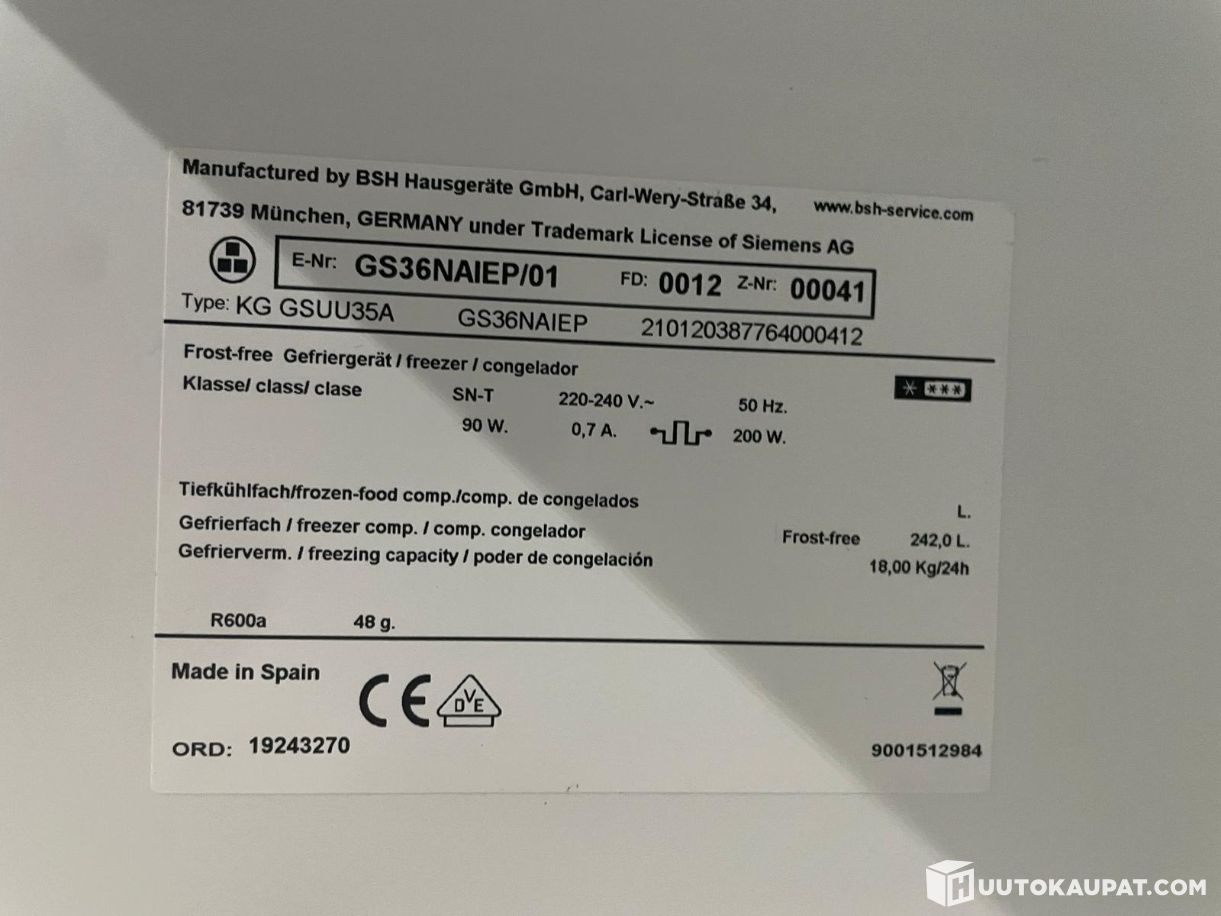 Manufactured by BSH Hausgeräte GmbH, Carl-Wery-Straße 34, www.bsh-service.com
81739 München, GERMANY under Trademark License of Siemens AG
E-Nr: GS36NAIEP/01 FD: 0012 Z-Nr: 00041
Type: KG GSUU35A GS36NAIEP 210120387764000412
Frost-free Gefriergerät / freezer / congelador
Klasse/ class/ clase SN-T 220-240 V.~ 50 Hz.
90 W. 0,7 A. 200 W.
Tiefkühlfach/frozen-food comp./comp. de congelados L.
Gefrierfach / freezer comp. / comp. congelador Frost-free 242,0 L.
Gefrierverm. / freezing capacity / poder de congelación 18,00 Kg/24h
R600a 48 g.
Made in Spain
CE DVE
ORD: 19243270 9001512984
HUUTOKAUPAT.COM